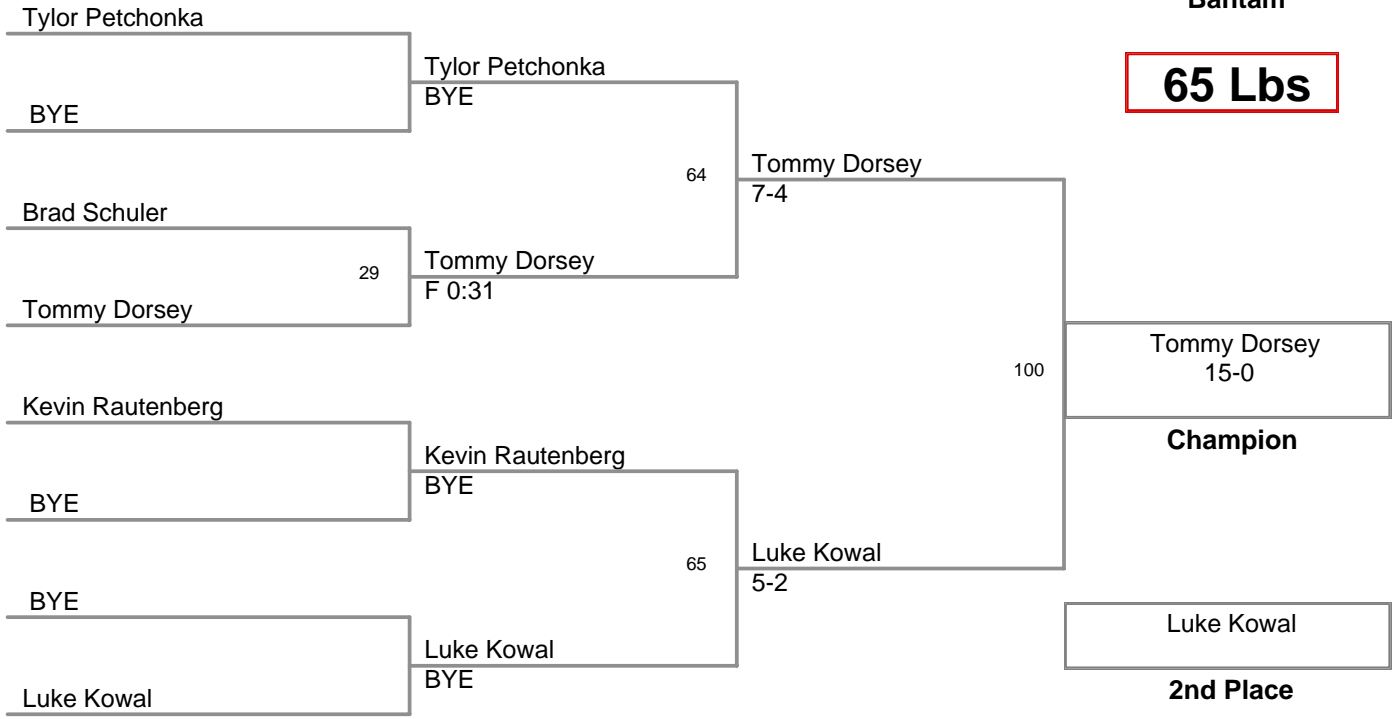 Bantam
65 Lbs
Tylor Petchonka
BYE
Brad Schuler
29
Tommy Dorsey
Kevin Rautenberg
BYE
BYE
Luke Kowal
Tylor Petchonka
BYE
64
Tommy Dorsey
F 0:31
Kevin Rautenberg
BYE
65
Luke Kowal
BYE
Tommy Dorsey
7-4
100
Luke Kowal
5-2
Tommy Dorsey
15-0
Champion
Luke Kowal
2nd Place